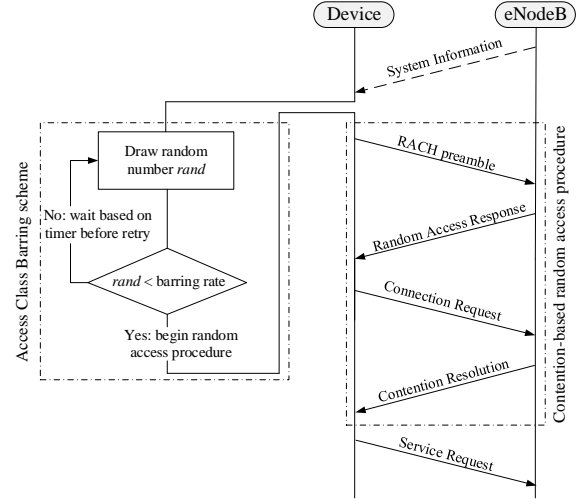 Device
eNodeB
System Information
Access Class Barring scheme
Draw random
number rand
No: wait based on
timer before retry
rand < barring rate
Yes: begin random
access procedure
RACH preamble
Random Access Response
Connection Request
Contention Resolution
Contention-based random access procedure
Service Request